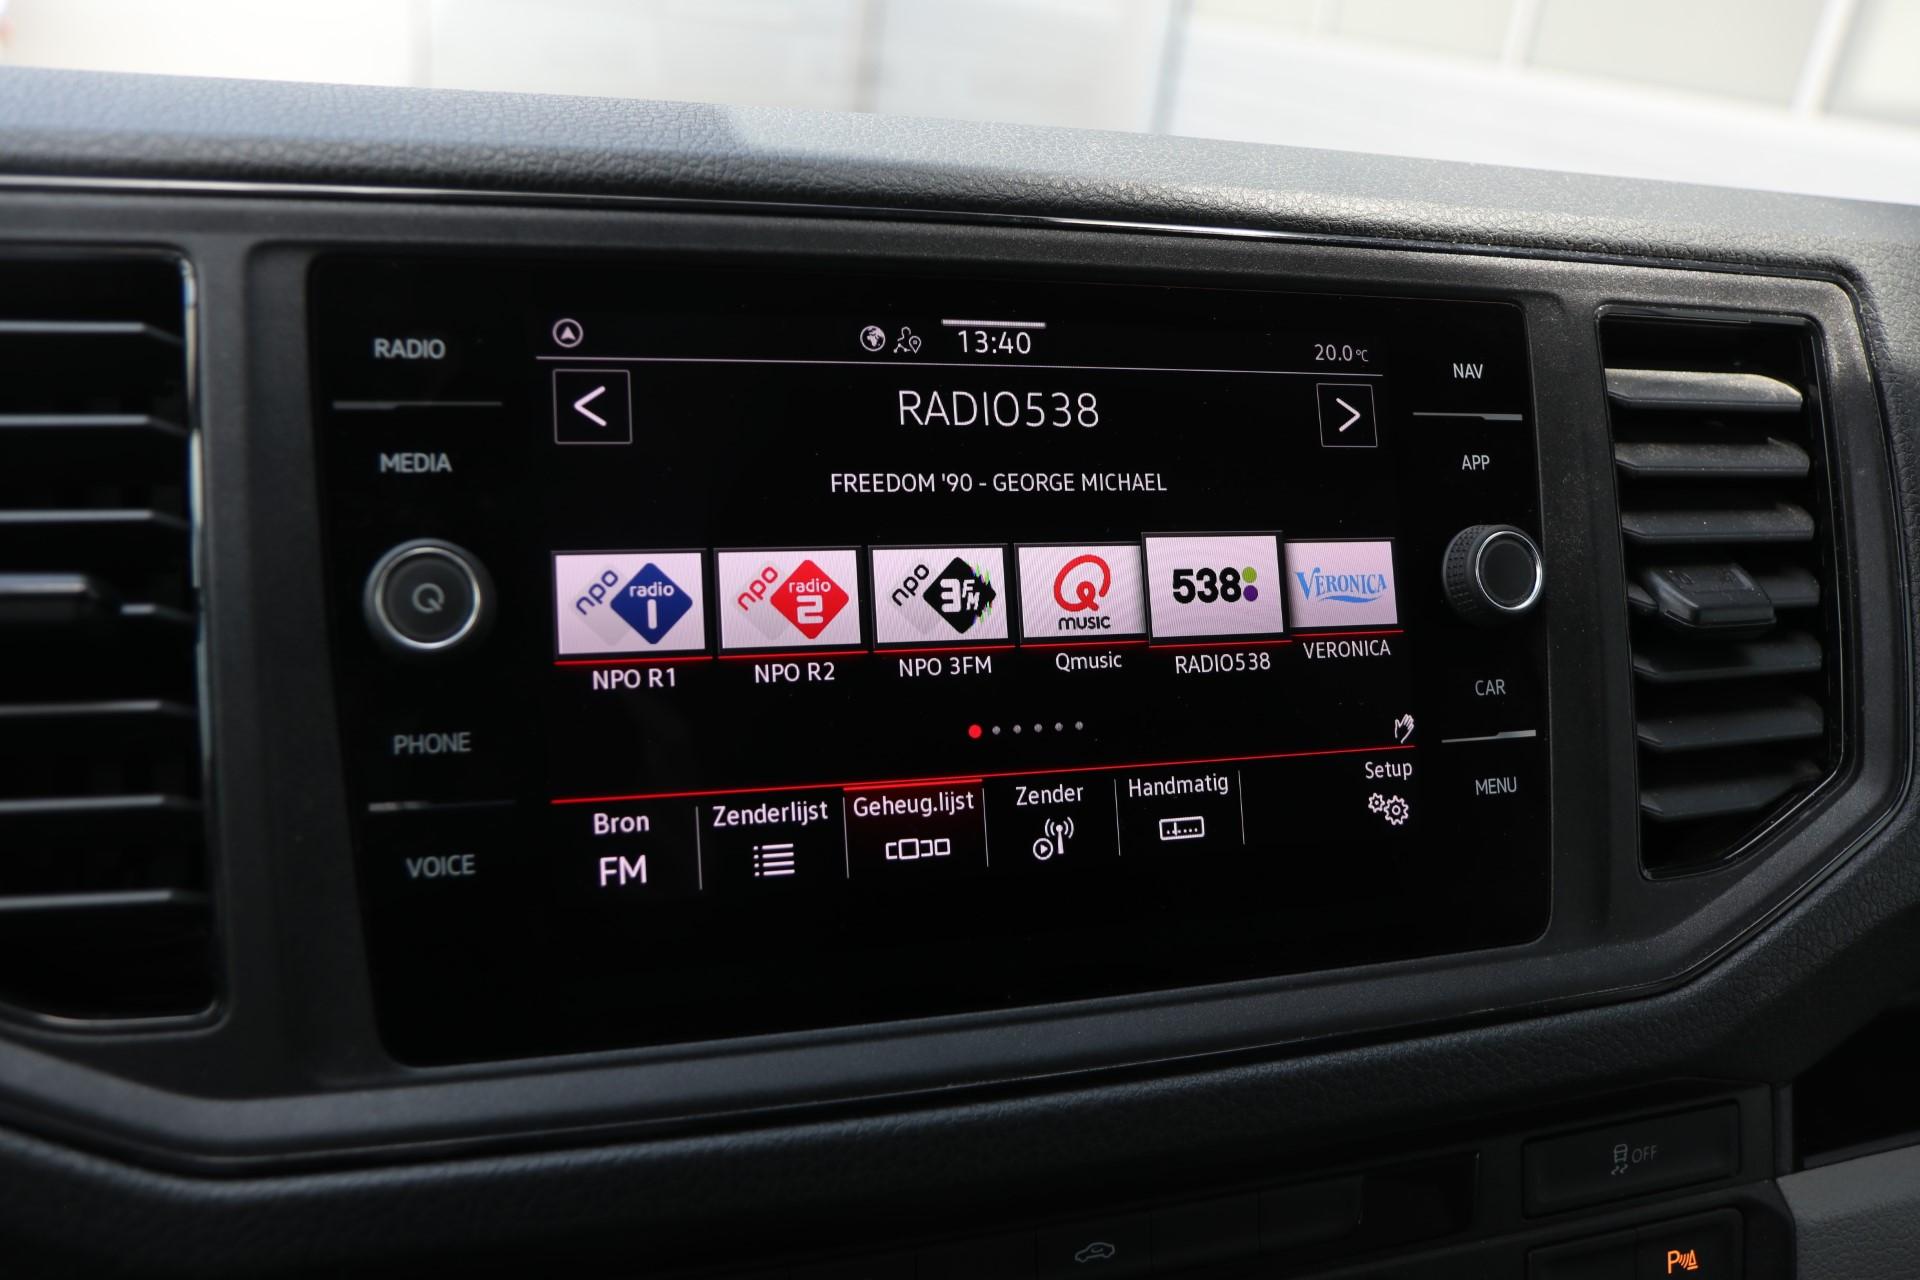 RADIO
MEDIA
PHONE
VOICE
13:40
20.0°C
RADIO538
FREEDOM '90 - GEORGE MICHAEL
npo radio 1
npo radio 2
npo 3FM
Q music
538
VERONICA
NPO R1
NPO R2
NPO 3FM
Qmusic
RADIO538
VERONICA
Bron
FM
Zenderlijst
Geheug.lijst
Zender
Handmatig
Setup
NAV
APP
CAR
MENU
OFF
P